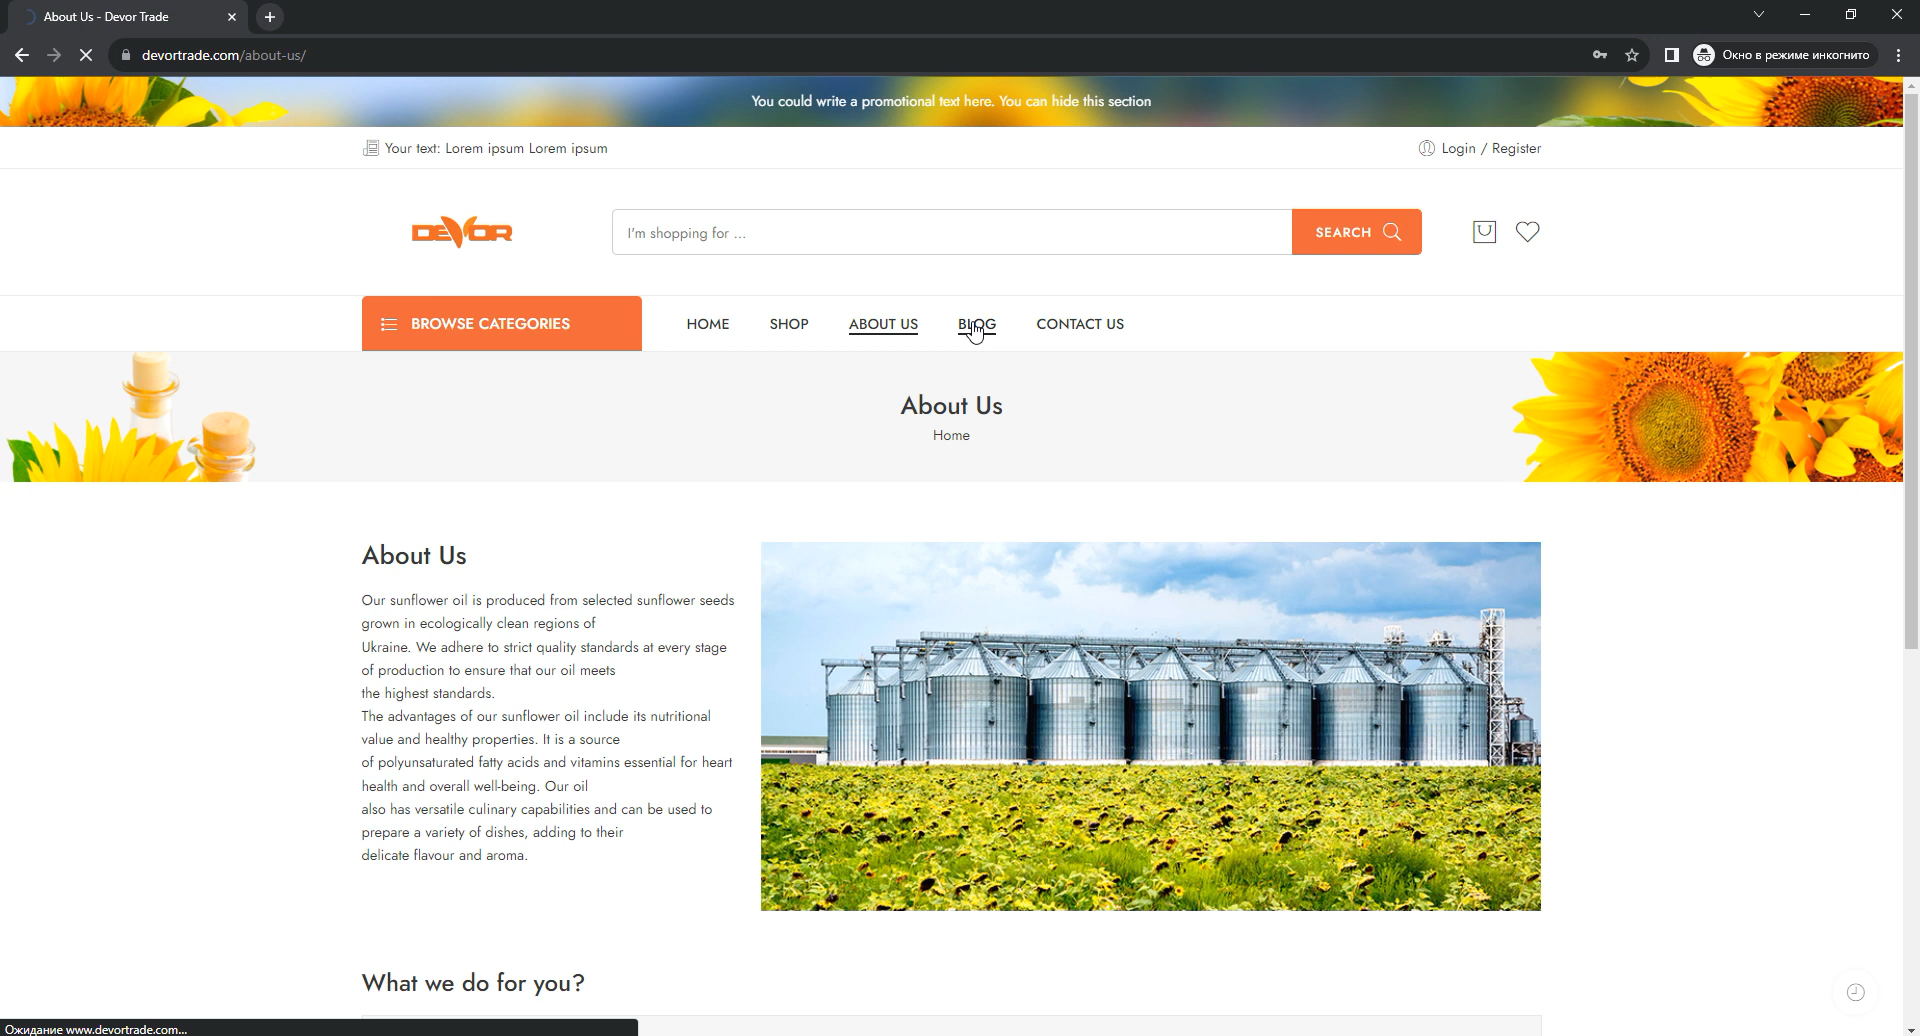 About Us - Devor Trade
devortrade.com/about-us/
Окно в режиме инкогнито
You could write a promotional text here. You can hide this section
Your text: Lorem ipsum Lorem ipsum
Login / Register
DEVOR
I'm shopping for ...
SEARCH
BROWSE CATEGORIES
HOME
SHOP
ABOUT US
BLOG
CONTACT US
About Us
Home
About Us
Our sunflower oil is produced from selected sunflower seeds
grown in ecologically clean regions of
Ukraine. We adhere to strict quality standards at every stage
of production to ensure that our oil meets
the highest standards.
The advantages of our sunflower oil include its nutritional
value and healthy properties. It is a source
of polyunsaturated fatty acids and vitamins essential for heart
health and overall well-being. Our oil
also has versatile culinary capabilities and can be used to
prepare a variety of dishes, adding to their
delicate flavour and aroma.
What we do for you?
Ожидание www.devortrade.com...